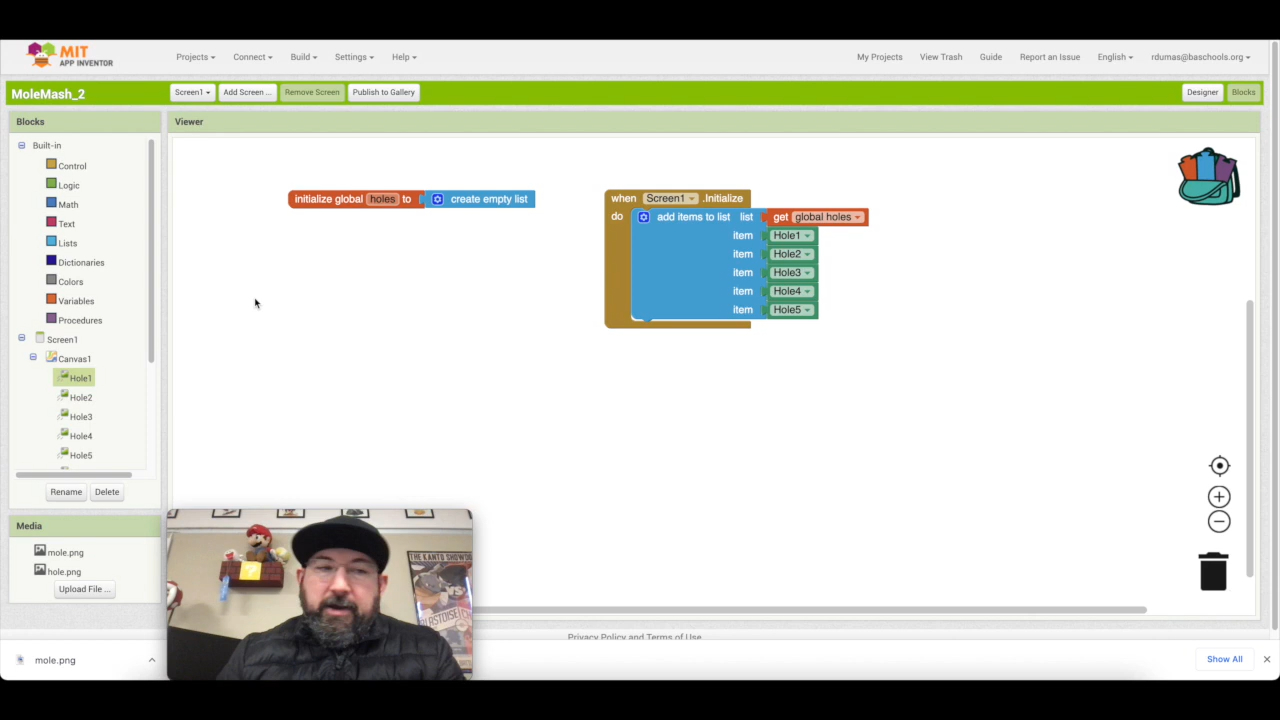 MIT
APP INVENTOR
Projects
Connect
Build
Settings
Help
My Projects
View Trash
Guide
Report an Issue
English
rdumas@baschools.org
MoleMash_2
Screen1
Add Screen ...
Remove Screen
Publish to Gallery
Designer
Blocks
Blocks
Viewer
Built-in
Control
Logic
Math
Text
Lists
Dictionaries
Colors
Variables
Procedures
Screen1
Canvas1
Hole1
Hole2
Hole3
Hole4
Hole5
Rename
Delete
Media
mole.png
hole.png
Upload File ...
initialize global holes to create empty list
when Screen1 .Initialize
do add items to list list get global holes
item Hole1
item Hole2
item Hole3
item Hole4
item Hole5
THE KANTO SHOWDO
BLASTOISE
Privacy Policy and Terms of Use
mole.png
Show All